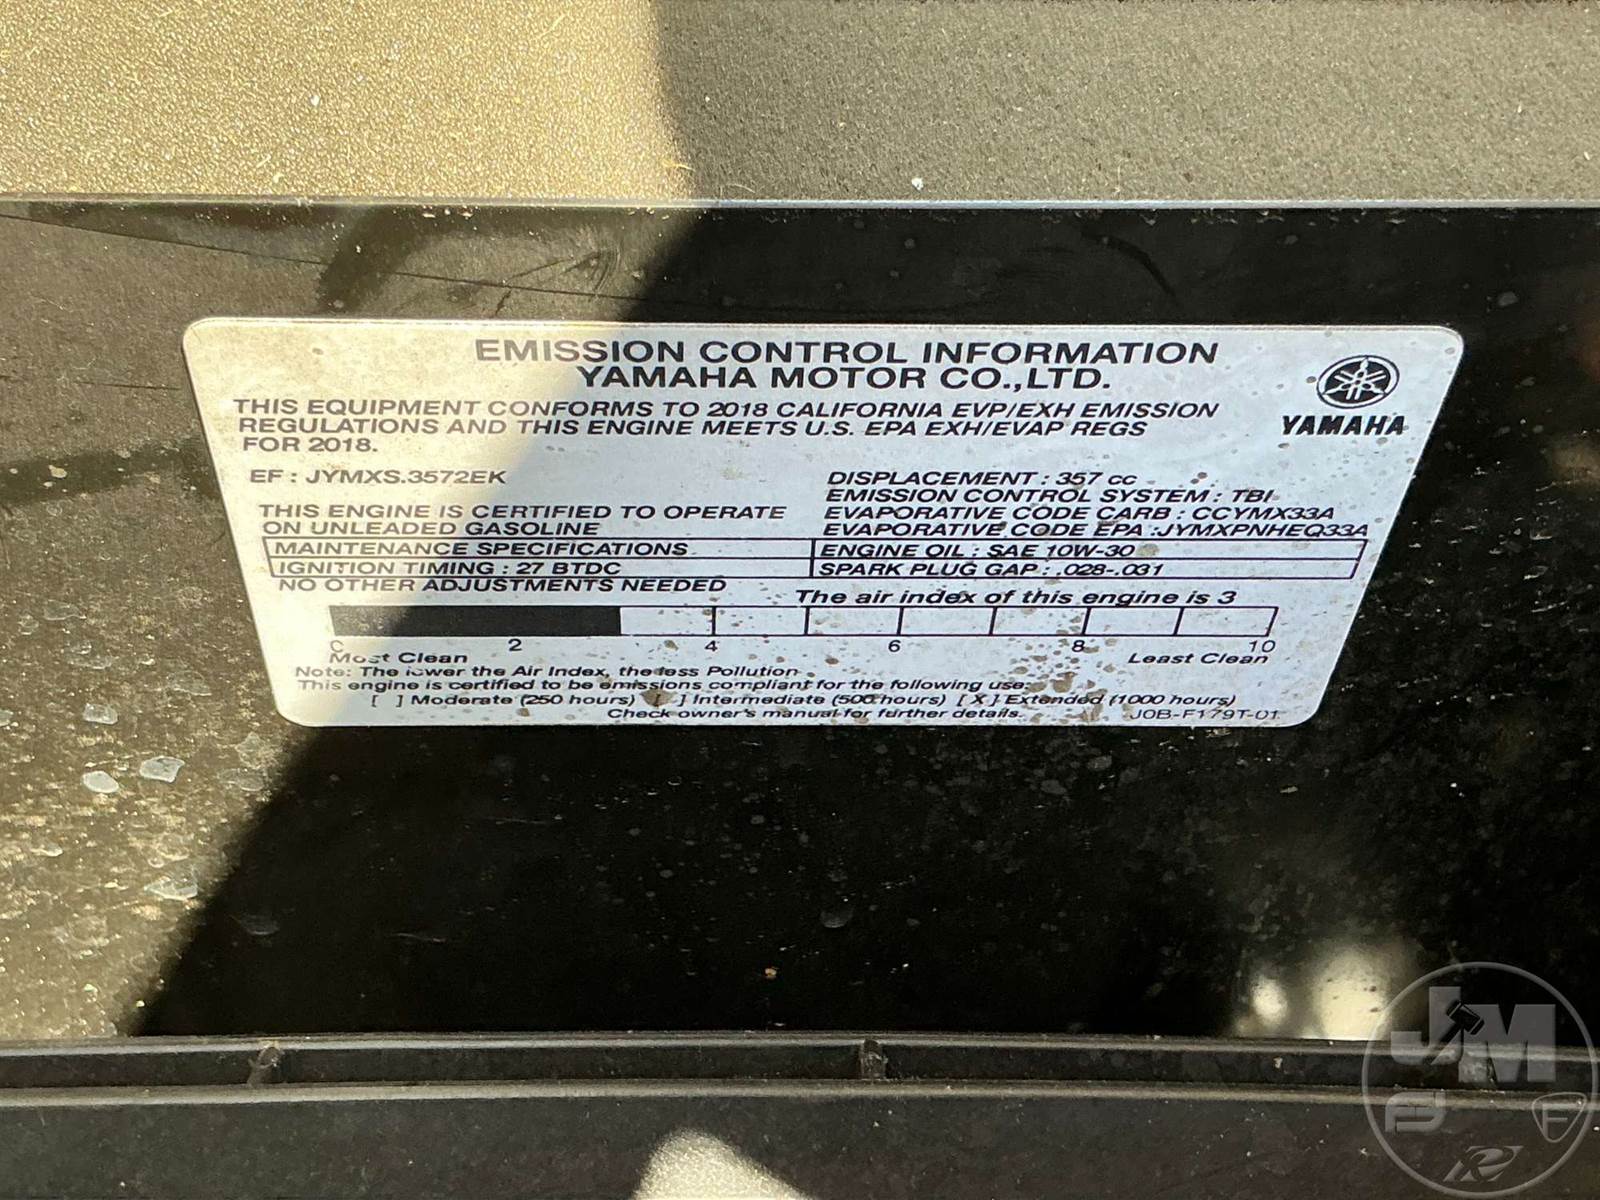 EMISSION CONTROL INFORMATION
YAMAHA MOTOR CO.,LTD.
YAMAHA
THIS EQUIPMENT CONFORMS TO 2018 CALIFORNIA EVP/EXH EMISSION
REGULATIONS AND THIS ENGINE MEETS U.S. EPA EXH/EVAP REGS
FOR 2018.
EF : JYMXS.3572EK
DISPLACEMENT : 357 cc
EMISSION CONTROL SYSTEM : TBI
THIS ENGINE IS CERTIFIED TO OPERATE
ON UNLEADED GASOLINE
EVAPORATIVE CODE CARB : CCYMX33A
EVAPORATIVE CODE EPA :JYMXPNHEQ33A
MAINTENANCE SPECIFICATIONS
ENGINE OIL : SAE 10W-30
IGNITION TIMING : 27 BTDC
SPARK PLUG GAP : .028-.031
NO OTHER ADJUSTMENTS NEEDED
The air index of this engine is 3
0 2 4 6 8 10
Most Clean Least Clean
Note: The lower the Air Index, the less Pollution
This engine is certified to be emissions compliant for the following use:
[ ] Moderate (250 hours) [ ] Intermediate (500 hours) [ X ] Extended (1000 hours)
Check owner's manual for further details.
J0B-F179T-01
JM
F